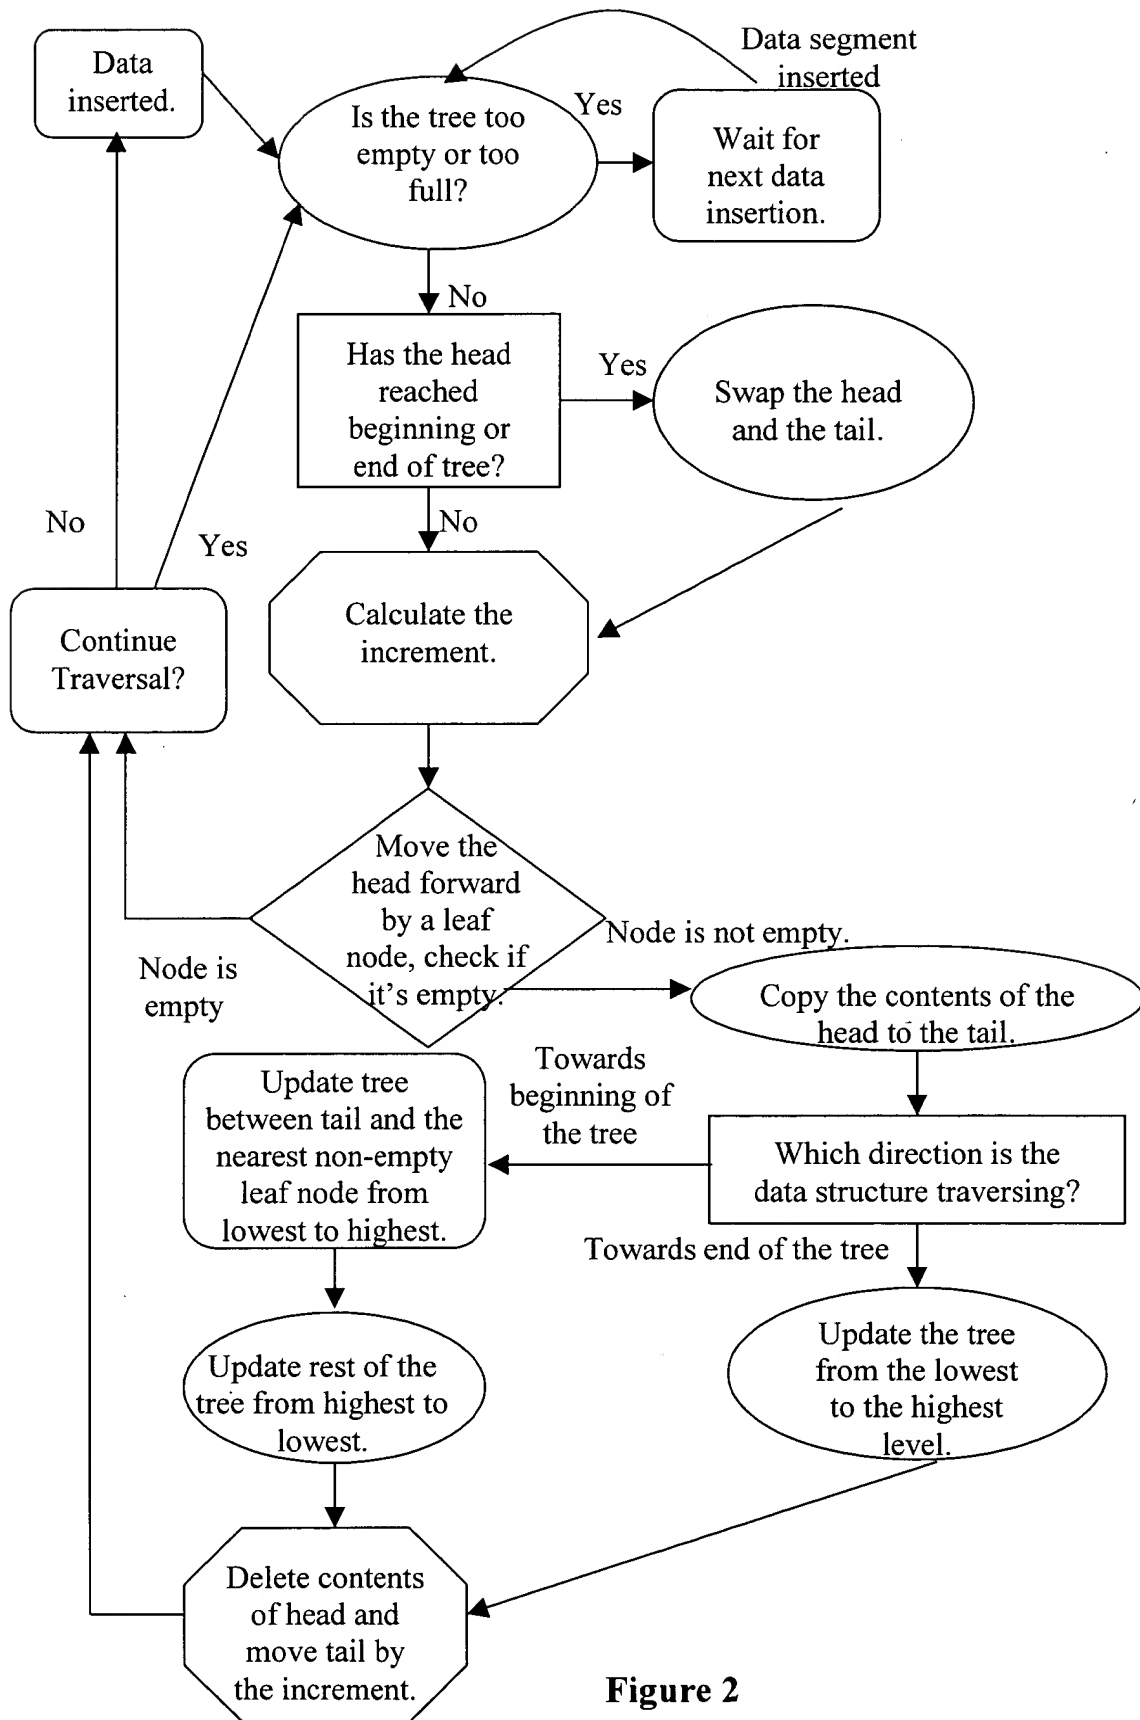 Data
inserted.
Is the tree too
empty or too
full?
Yes
Data segment
inserted
Wait for
next data
insertion.
No
Has the head
reached
beginning or
end of tree?
Yes
Swap the head
and the tail.
No
No
Yes
Calculate the
increment.
Continue
Traversal?
Move the
head forward
by a leaf
node, check if
it's empty.
Node is
empty
Node is not empty.
Copy the contents of the
head to the tail.
Towards
beginning of
the tree
Update tree
between tail and the
nearest non-empty
leaf node from
lowest to highest.
Which direction is the
data structure traversing?
Towards end of the tree
Update rest of the
tree from highest to
lowest.
Update the tree
from the lowest
to the highest
level.
Delete contents
of head and
move tail by
the increment.
Figure 2